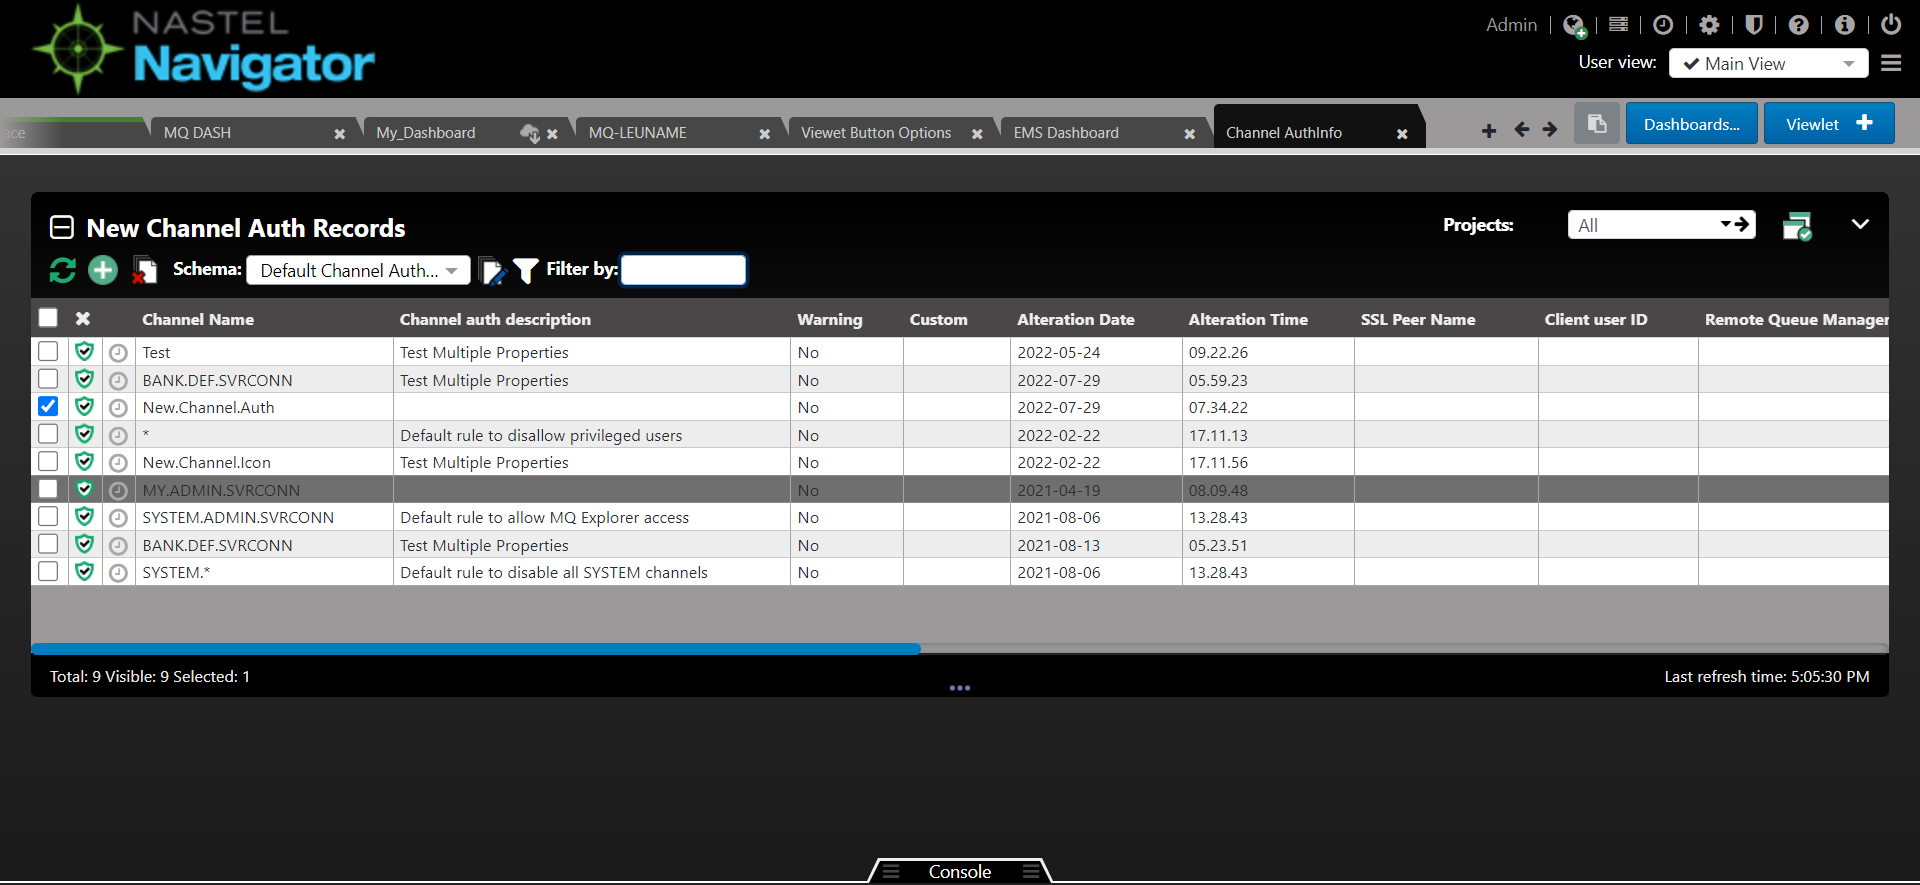 NASTEL
Navigator
Admin
User view: Main View
ace
MQ DASH
My_Dashboard
MQ-LEUNAME
Viewet Button Options
EMS Dashboard
Channel AuthInfo
Dashboards...
Viewlet
New Channel Auth Records
Projects: All
Schema: Default Channel Auth... Filter by:
Channel Name Channel auth description Warning Custom Alteration Date Alteration Time SSL Peer Name Client user ID Remote Queue Manager
Test Test Multiple Properties No 2022-05-24 09.22.26
BANK.DEF.SVRCONN Test Multiple Properties No 2022-07-29 05.59.23
New.Channel.Auth No 2022-07-29 07.34.22
* Default rule to disallow privileged users No 2022-02-22 17.11.13
New.Channel.Icon Test Multiple Properties No 2022-02-22 17.11.56
MY.ADMIN.SVRCONN No 2021-04-19 08.09.48
SYSTEM.ADMIN.SVRCONN Default rule to allow MQ Explorer access No 2021-08-06 13.28.43
BANK.DEF.SVRCONN Test Multiple Properties No 2021-08-13 05.23.51
SYSTEM.* Default rule to disable all SYSTEM channels No 2021-08-06 13.28.43
Total: 9 Visible: 9 Selected: 1
Last refresh time: 5:05:30 PM
Console